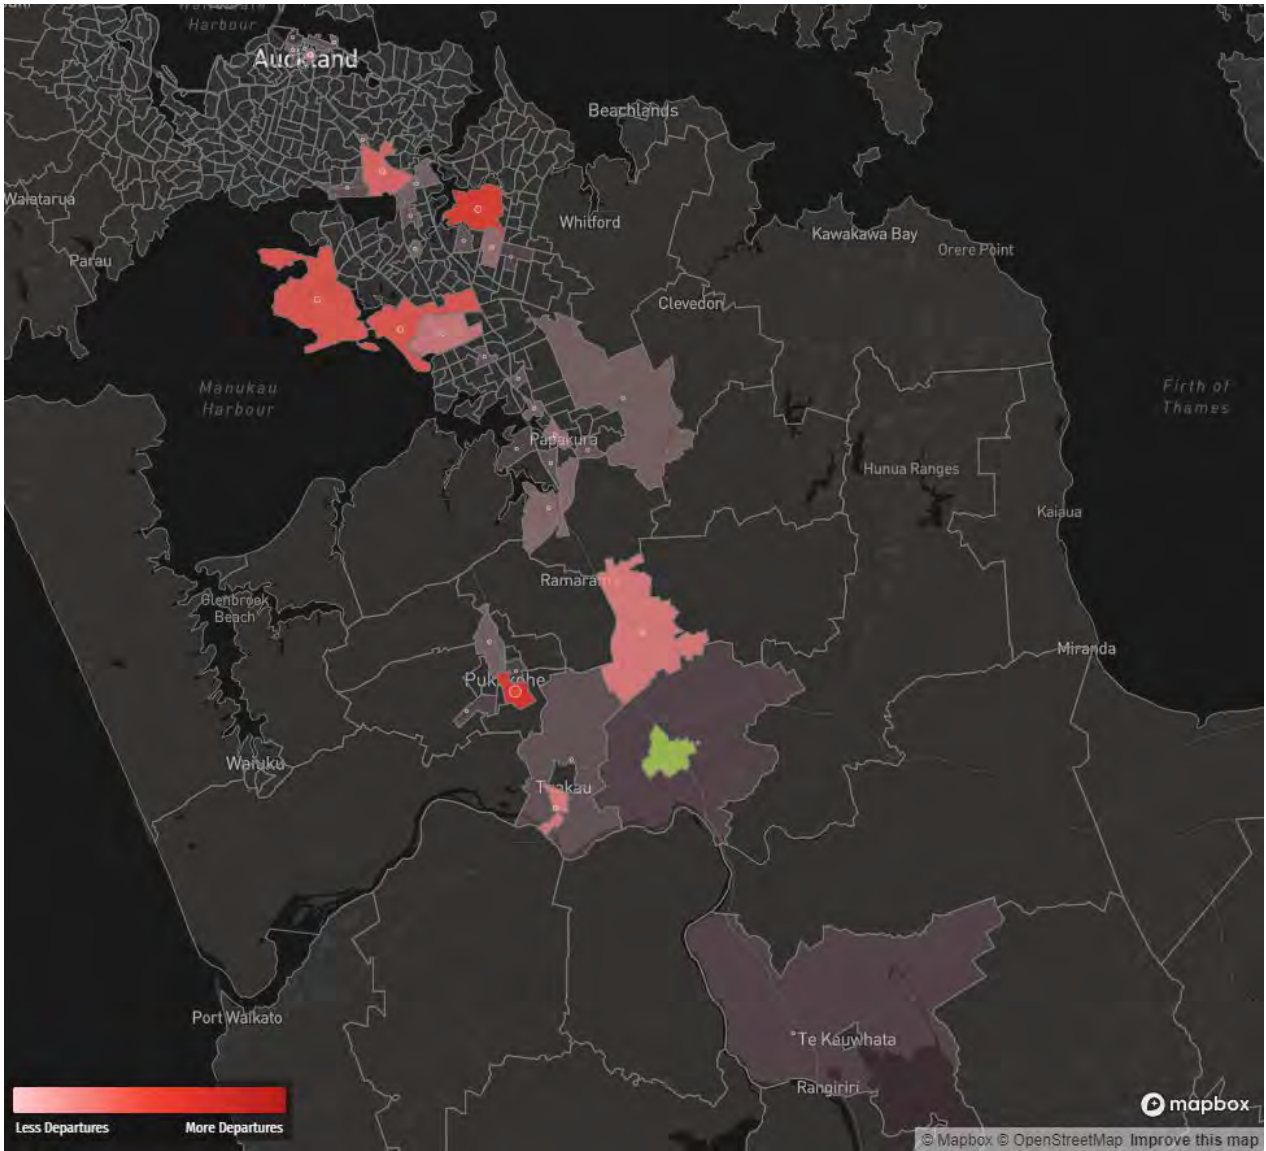 Harbour
Auckland
Beachlands
Waiatarua
Whitford
Kawakawa Bay
Orere Point
Parau
Clevedon
Manukau
Harbour
Firth of
Thames
Papakura
Hunua Ranges
Kaiaua
Ramarama
Glenbrook
Beach
Miranda
Pukekohe
Waiuku
Tuakau
Port Waikato
Te Kauwhata
Rangiriri
Less Departures
More Departures
mapbox
© Mapbox © OpenStreetMap Improve this map